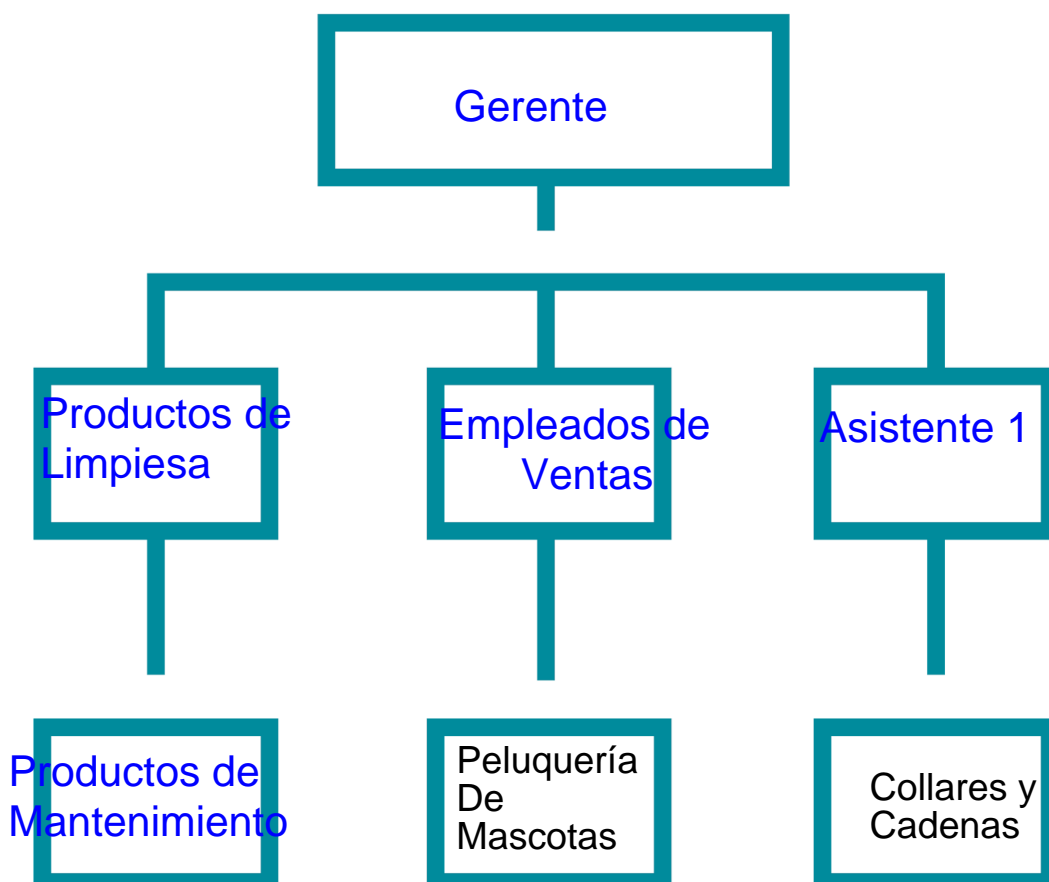 Gerente
Productos de
Limpiesa
Empleados de
Ventas
Asistente 1
Productos de
Mantenimiento
Peluquería
De
Mascotas
Collares y
Cadenas